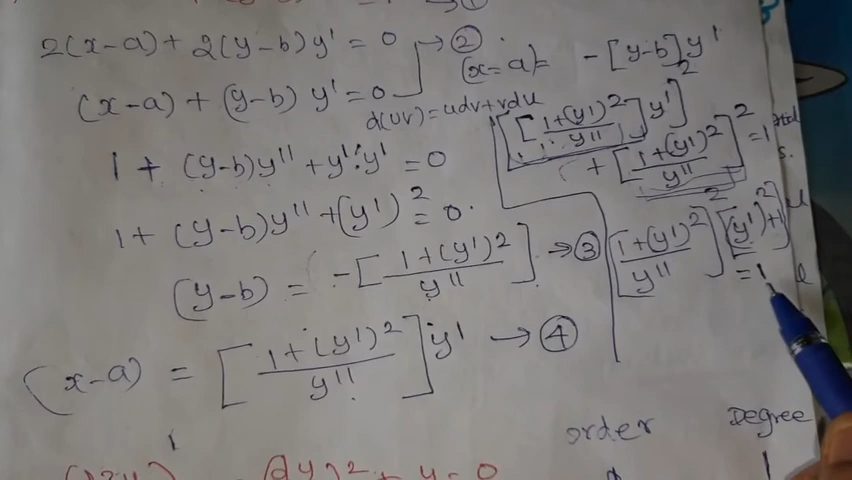 2(x-a) + 2(y-b)y' = 0 → ②.
(x-a) + (y-b) y' = 0
d(uv) = udv+vdu
1 + (y-b)y'' + y'.y' = 0
1 + (y-b)y'' + (y')² = 0.
(y-b) = -[1+(y')²/y''] → ③
(x-a) = [1+(y')²/y'']y' → ④
(x-a) = -[y-b]y'
[[1+(y')²/y'']y']²
+ [1+(y')²/y'']² = 1
s.
[1+(y')²/y'']² [(y')²+1]
= 1
order Degree
1